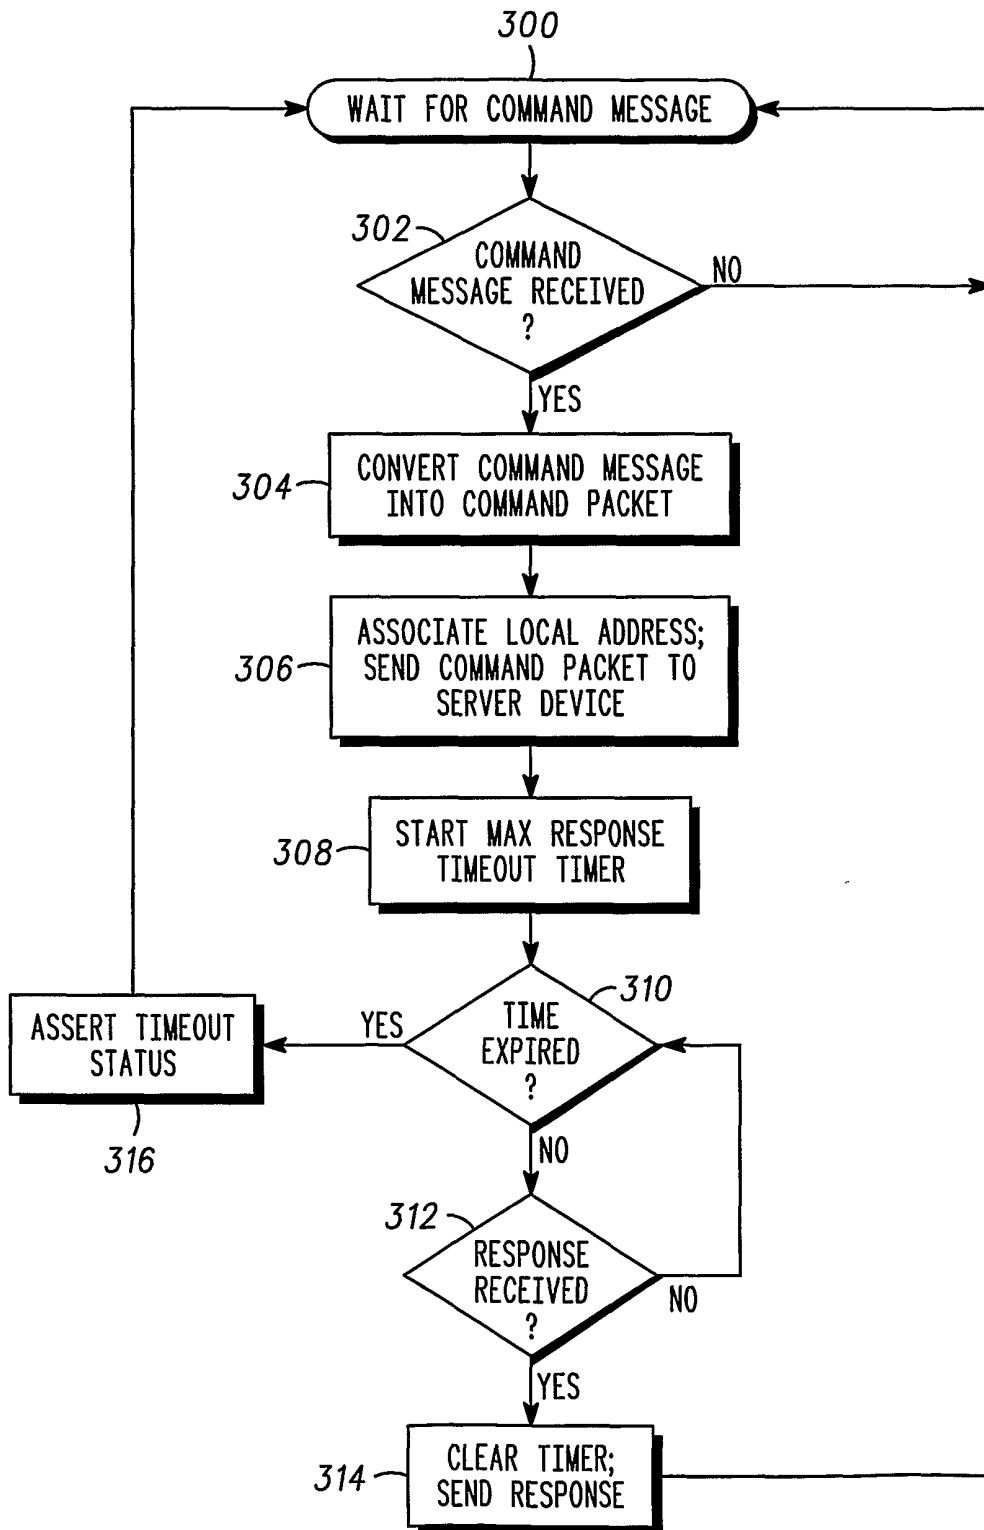 300
WAIT FOR COMMAND MESSAGE
302
COMMAND
MESSAGE RECEIVED
?
NO
YES
304
CONVERT COMMAND MESSAGE
INTO COMMAND PACKET
306
ASSOCIATE LOCAL ADDRESS;
SEND COMMAND PACKET TO
SERVER DEVICE
308
START MAX RESPONSE
TIMEOUT TIMER
310
TIME
EXPIRED
?
YES
ASSERT TIMEOUT
STATUS
316
NO
312
RESPONSE
RECEIVED
?
NO
YES
314
CLEAR TIMER;
SEND RESPONSE